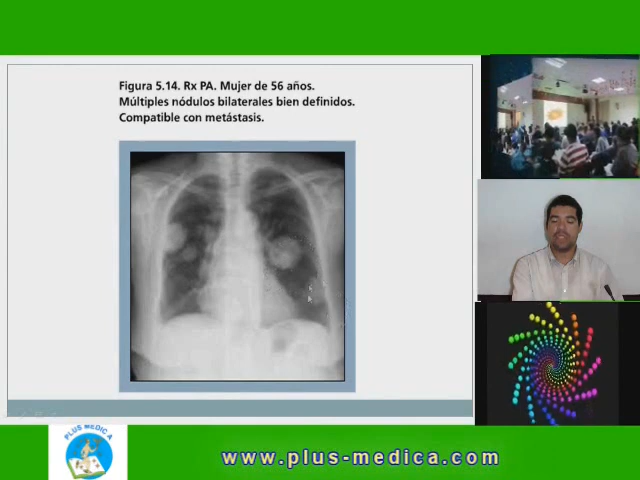 Figura 5.14. Rx PA. Mujer de 56 años.
Múltiples nódulos bilaterales bien definidos.
Compatible con metástasis.
PLUS MEDICA
www.plus-medica.com